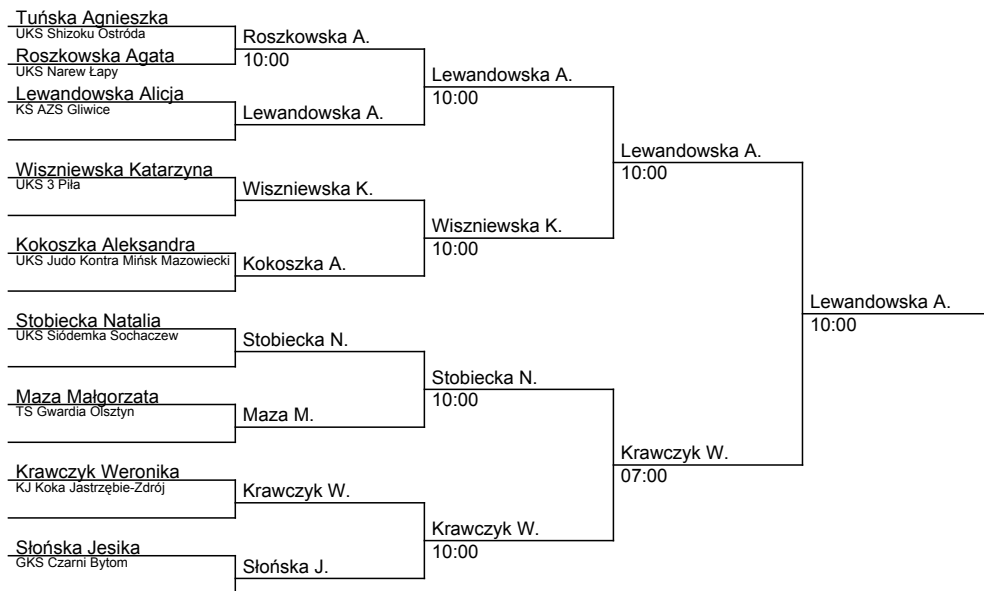 Tuńska Agnieszka
UKS Shizoku Ostróda
Roszkowska A.
10:00
Roszkowska Agata
UKS Narew Łapy
Lewandowska A.
10:00
Lewandowska Alicja
KS AZS Gliwice
Lewandowska A.
Lewandowska A.
10:00
Wiszniewska Katarzyna
UKS 3 Piła
Wiszniewska K.
Wiszniewska K.
10:00
Kokoszka Aleksandra
UKS Judo Kontra Mińsk Mazowiecki
Kokoszka A.
Lewandowska A.
10:00
Stobiecka Natalia
UKS Siódemka Sochaczew
Stobiecka N.
Stobiecka N.
10:00
Maza Małgorzata
TS Gwardia Olsztyn
Maza M.
Krawczyk W.
07:00
Krawczyk Weronika
KJ Koka Jastrzębie-Zdrój
Krawczyk W.
Krawczyk W.
10:00
Słońska Jesika
GKS Czarni Bytom
Słońska J.